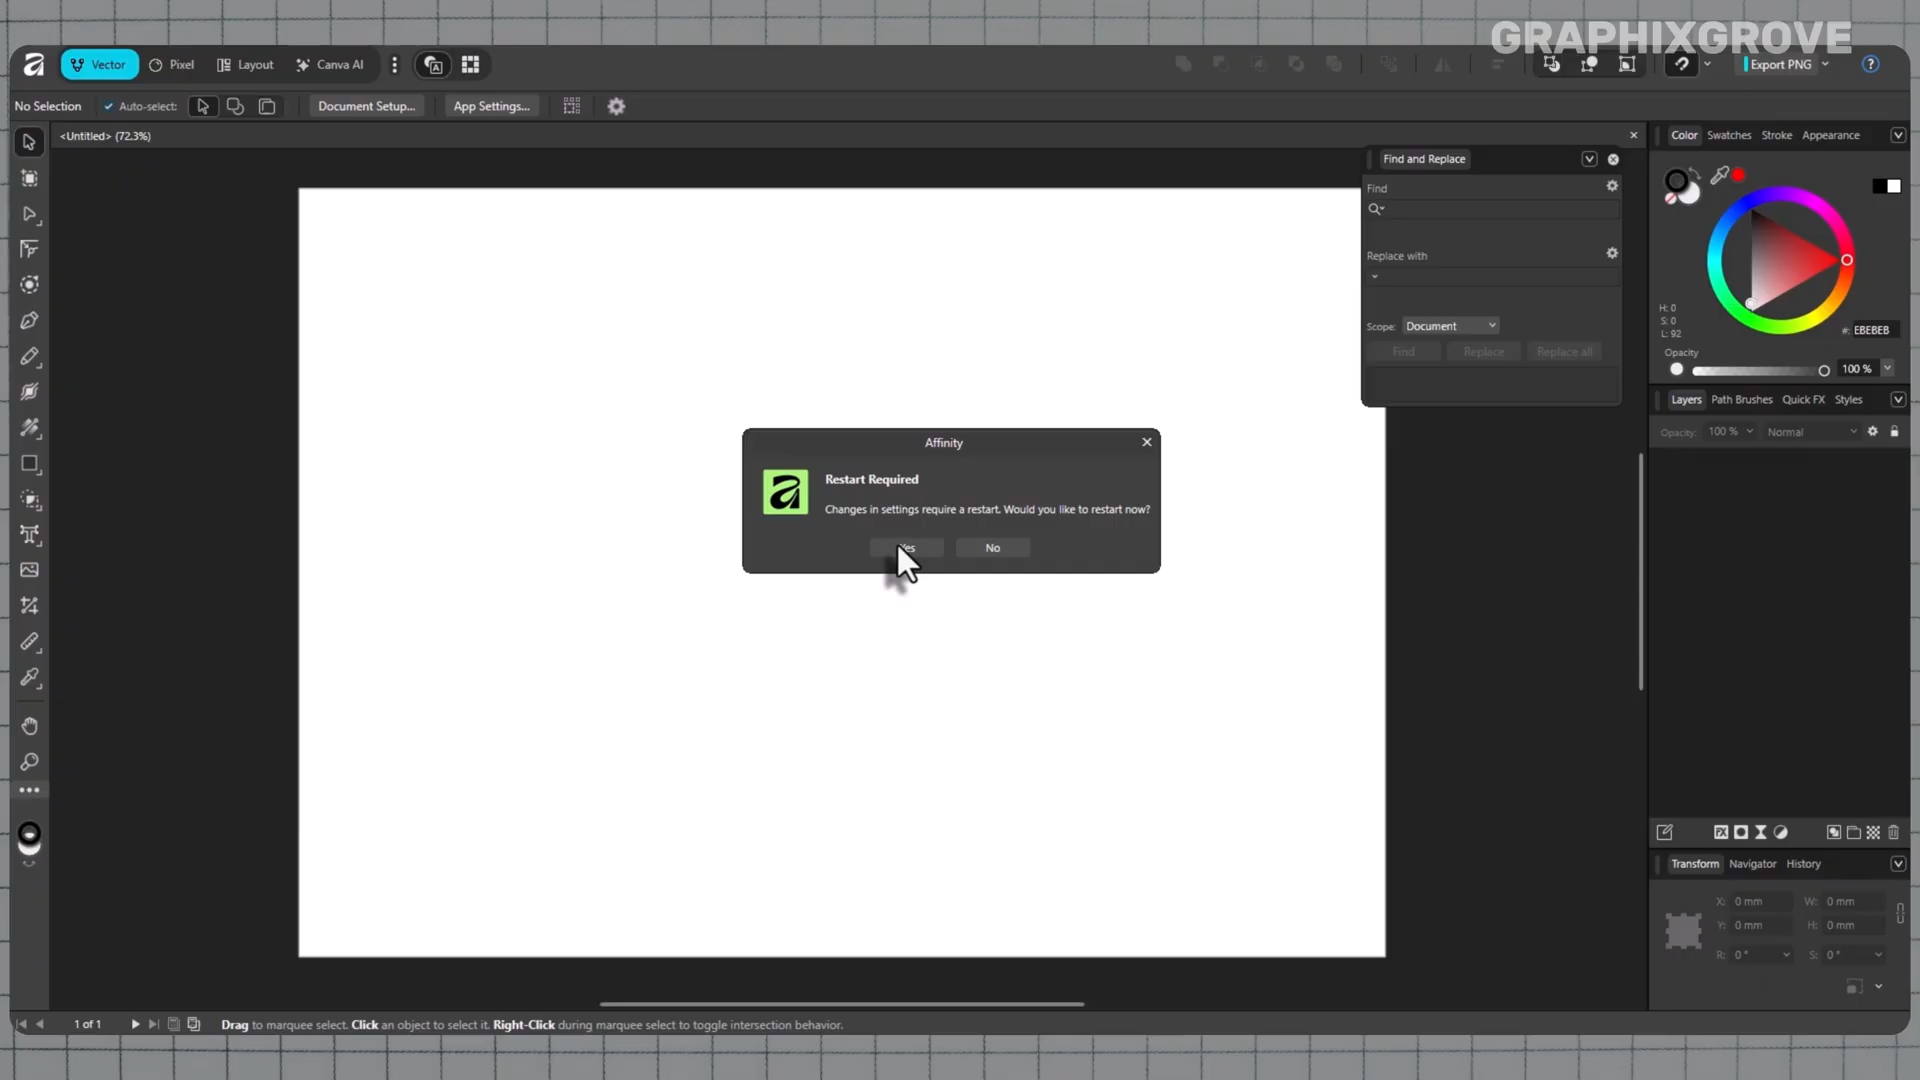 GRAPHIXGROVE
Vector
Pixel
Layout
Canva AI
Export PNG
No Selection
Auto-select:
Document Setup...
App Settings...
<Untitled> (72.3%)
Find and Replace
Find
Replace with
Scope:
Document
Find
Replace
Replace all
Color
Swatches
Stroke
Appearance
H: 0
S: 0
L: 92
#:
EBEBEB
Opacity
100 %
Layers
Path Brushes
Quick FX
Styles
Opacity:
100 %
Normal
Affinity
Restart Required
Changes in settings require a restart. Would you like to restart now?
No
Transform
Navigator
History
X:
0 mm
W:
0 mm
Y:
0 mm
H:
0 mm
R:
0 °
S:
0 °
1 of 1
Drag to marquee select. Click an object to select it. Right-Click during marquee select to toggle intersection behavior.